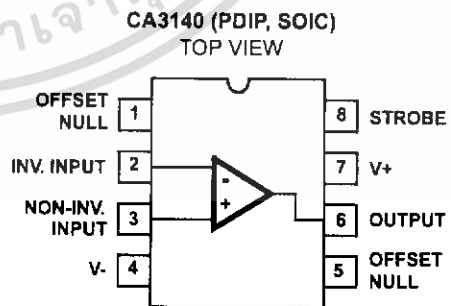 CA3140 (PDIP, SOIC)
TOP VIEW
OFFSET
NULL
1
8
STROBE
INV. INPUT
2
7
V+
NON-INV.
INPUT
3
6
OUTPUT
V-
4
5
OFFSET
NULL
-
+